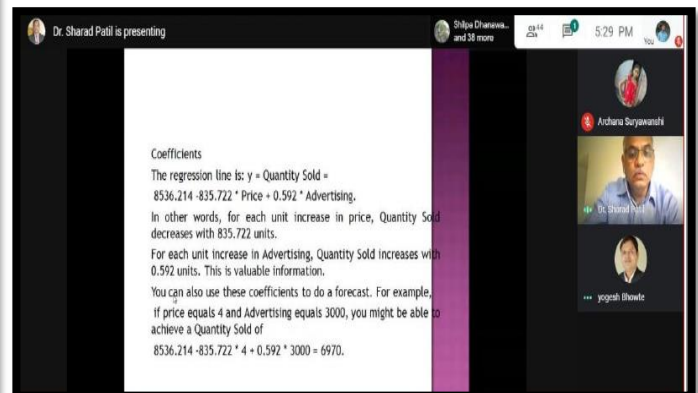 Dr. Sharad Patil is presenting
Shilpa Dhanawa...
and 38 more
44
1
5:29 PM
You
Coefficients
The regression line is: y = Quantity Sold =
8536.214 -835.722 * Price + 0.592 * Advertising.
In other words, for each unit increase in price, Quantity Sold
decreases with 835.722 units.
For each unit increase in Advertising, Quantity Sold increases with
0.592 units. This is valuable information.
You can also use these coefficients to do a forecast. For example,
if price equals 4 and Advertising equals 3000, you might be able to
achieve a Quantity Sold of
8536.214 -835.722 * 4 + 0.592 * 3000 = 6970.
Archana Suryawanshi
Dr. Sharad Patil
yogesh Bhowte